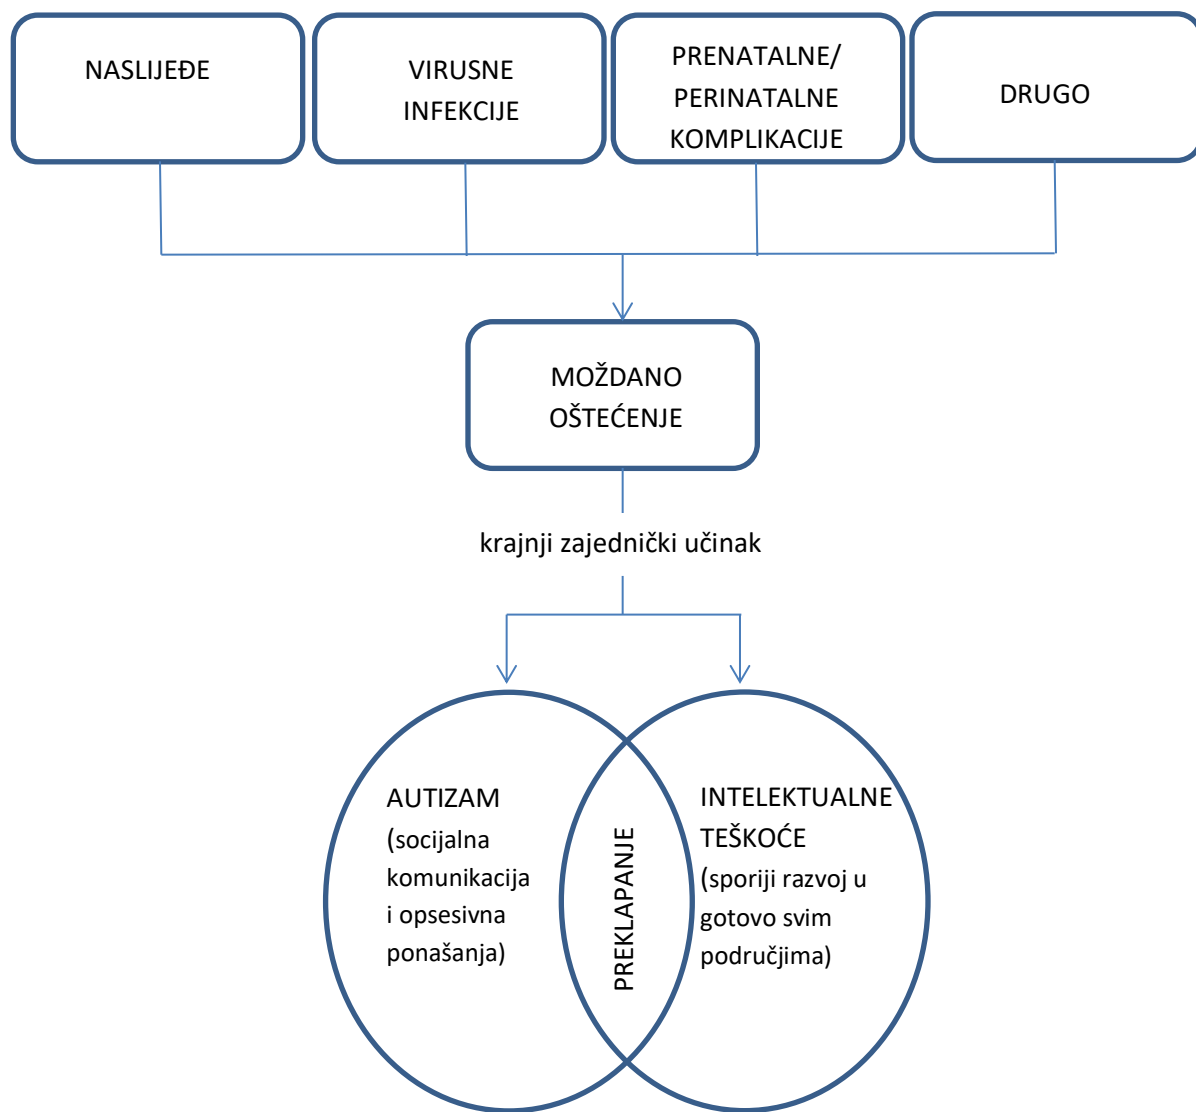 NASLIJEĐE
VIRUSNE
INFEKCIJE
PRENATALNE/
PERINATALNE
KOMPLIKACIJE
DRUGO
MOŽDANO
OŠTEĆENJE
krajnji zajednički učinak
AUTIZAM
(socijalna
komunikacija
i opsesivna
ponašanja)
PREKLAPANJE
INTELEKTUALNE
TEŠKOĆE
(sporiji razvoj u
gotovo svim
područjima)